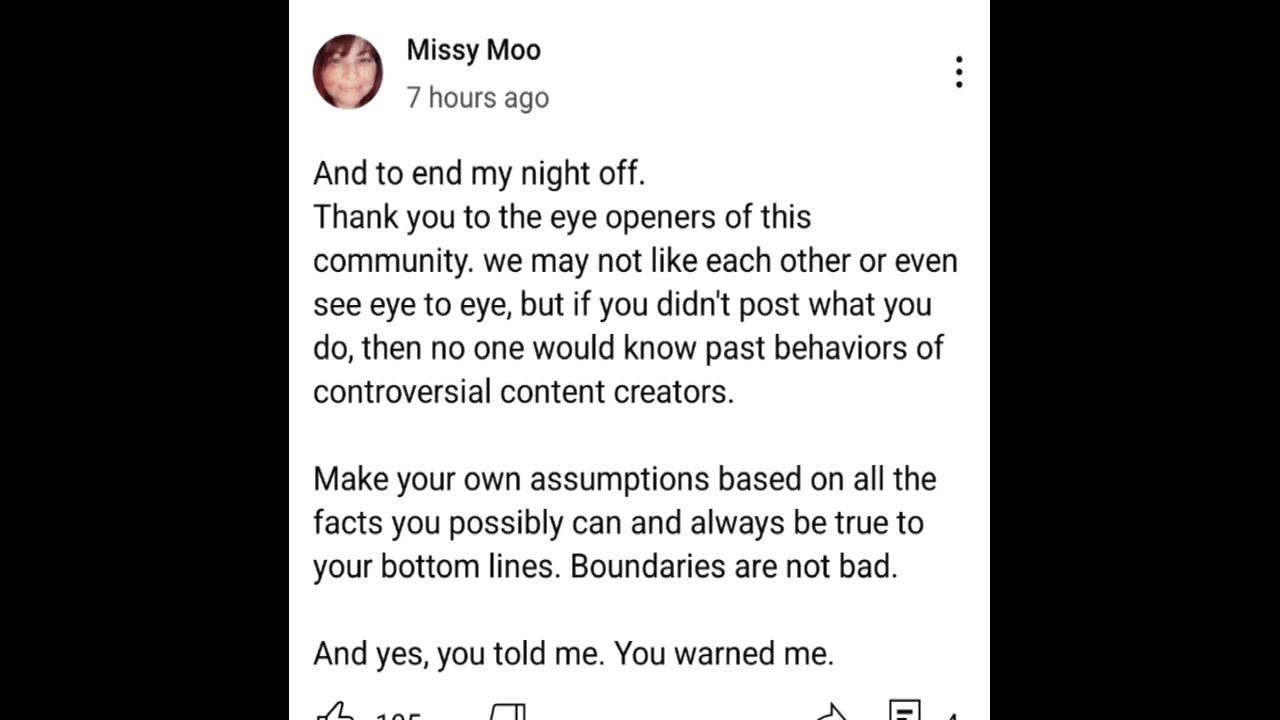 Missy Moo
7 hours ago
And to end my night off.
Thank you to the eye openers of this
community. we may not like each other or even
see eye to eye, but if you didn't post what you
do, then no one would know past behaviors of
controversial content creators.
Make your own assumptions based on all the
facts you possibly can and always be true to
your bottom lines. Boundaries are not bad.
And yes, you told me. You warned me.